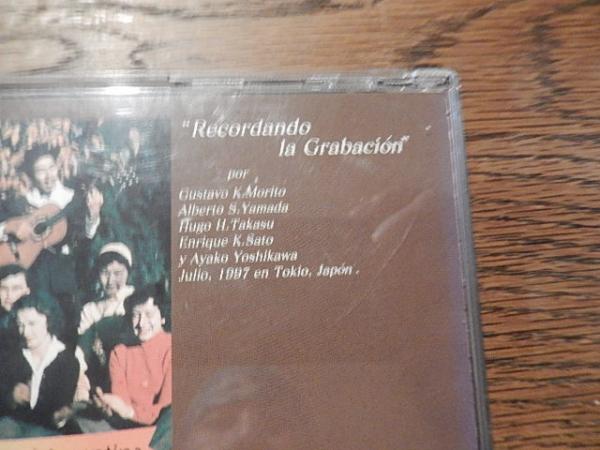 "Recordando
la Grabación"
por
Gustavo K.Morito
Alberto S.Yamada
Hugo H.Takasu
Enrique K.Sato
y Ayako Yoshikawa
Julio, 1997 en Tokio, Japón.